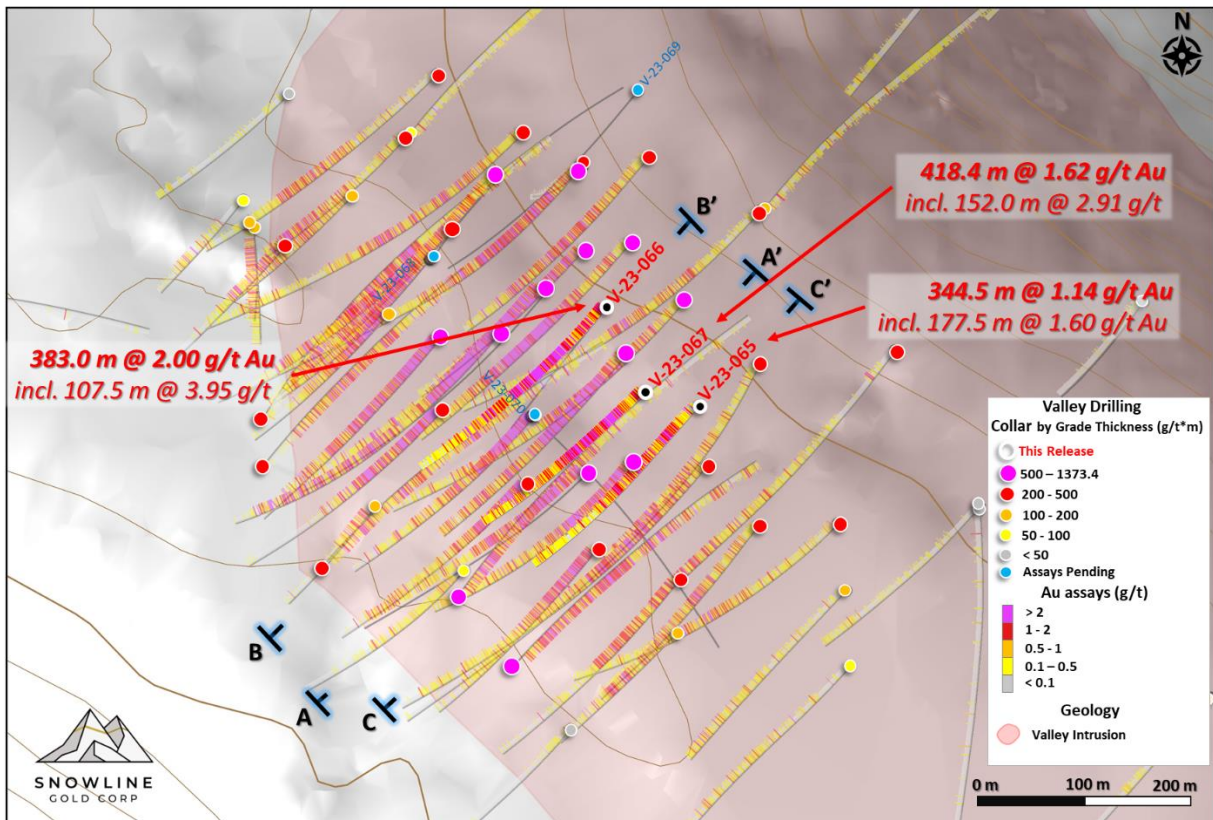 N
V-23-069
418.4 m @ 1.62 g/t Au
incl. 152.0 m @ 2.91 g/t
B'
A'
C'
V-23-068
V-23-066
344.5 m @ 1.14 g/t Au
incl. 177.5 m @ 1.60 g/t Au
383.0 m @ 2.00 g/t Au
incl. 107.5 m @ 3.95 g/t
V-23-067
V-23-065
V-23-070
Valley Drilling
Collar by Grade Thickness (g/t*m)
This Release
500 – 1373.4
200 - 500
100 - 200
50 - 100
< 50
Assays Pending
Au assays (g/t)
> 2
1 - 2
0.5 - 1
0.1 – 0.5
< 0.1
Geology
Valley Intrusion
B
A
C
SNOWLINE
GOLD CORP
0 m 100 m 200 m